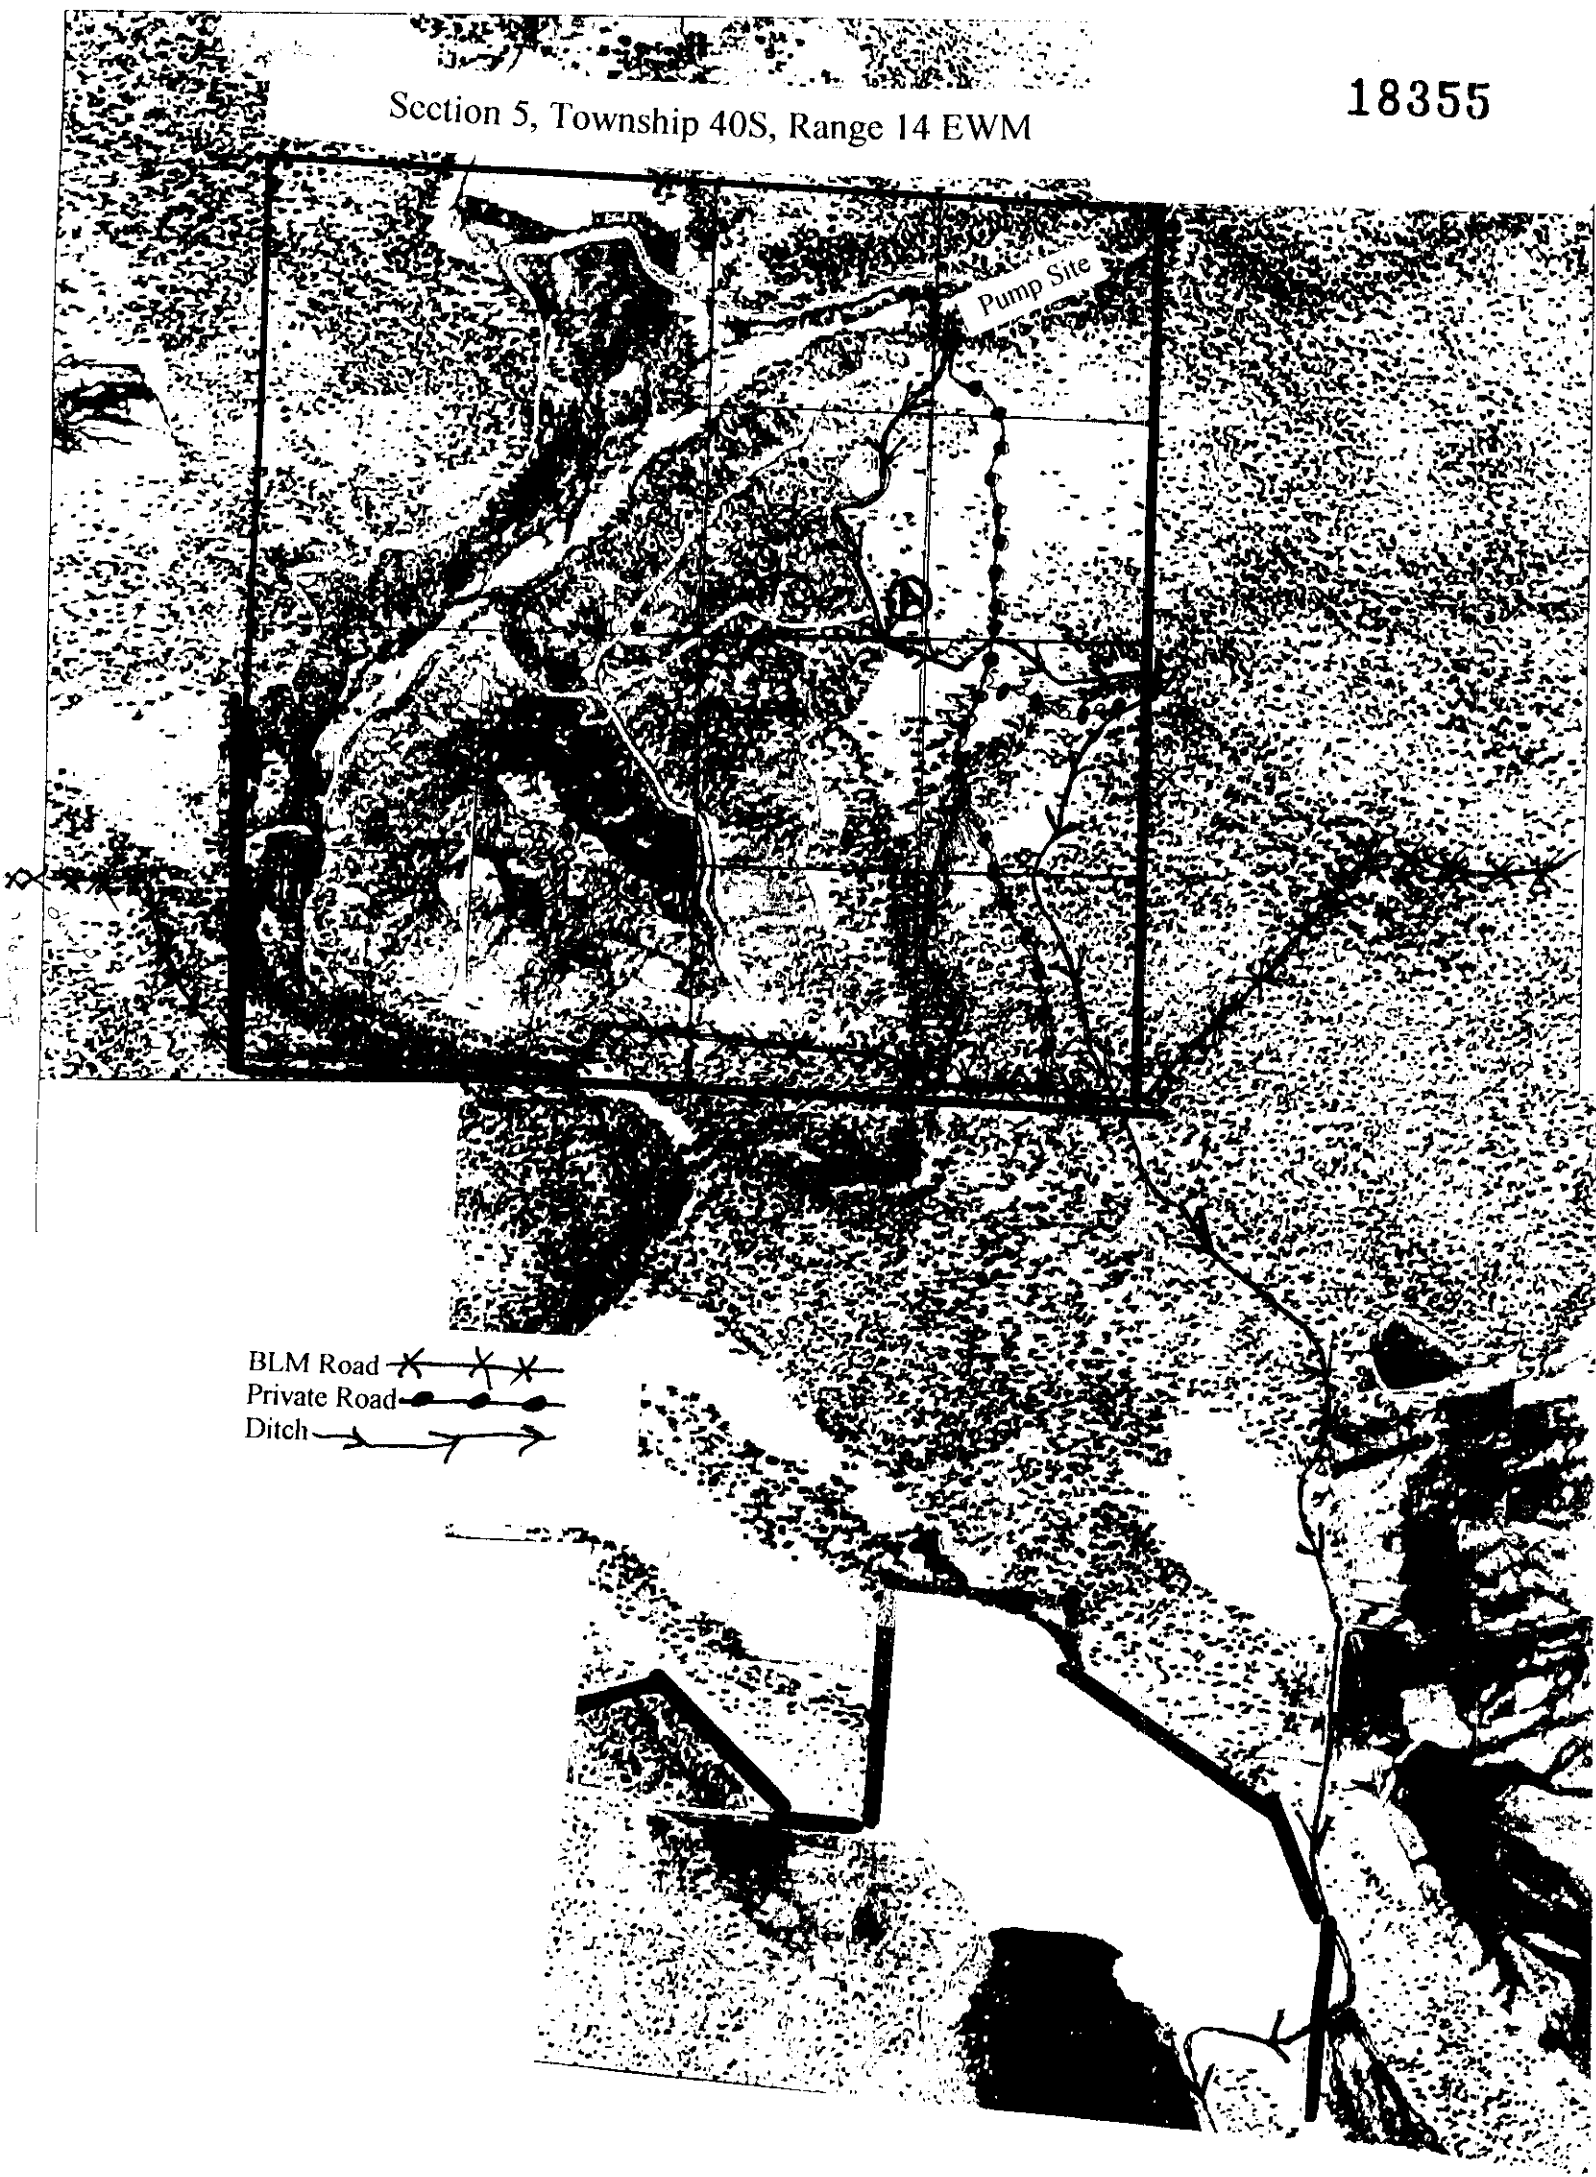 18355
Section 5, Township 40S, Range 14 EWM
Pump Site
BLM Road
Private Road
Ditch